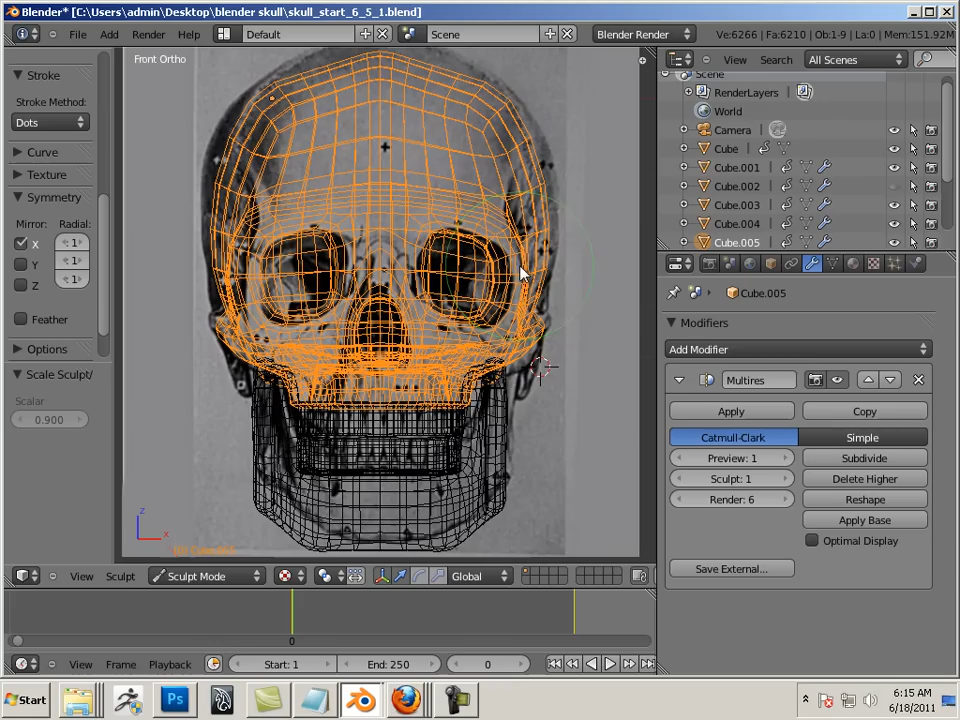 Blender* [C:\Users\admin\Desktop\blender skull\skull_start_6_5_1.blend]
File Add Render Help Default Scene Blender Render Ve:6266 | Fa:6210 | Ob:1-9 | La:0 | Mem:151.92M
Stroke
Stroke Method:
Dots
Curve
Texture
Symmetry
Mirror: Radial:
X 1
Y 1
Z 1
Feather
Options
Scale Sculpt/
Scalar
0.900
Front Ortho
z
x
View Sculpt Sculpt Mode Global
View Search All Scenes
Scene
RenderLayers |
World
Camera |
Cube |
Cube.001 |
Cube.002 |
Cube.003 |
Cube.004 |
Cube.005 |
Cube.005
Modifiers
Add Modifier
Multires
Apply Copy
Catmull-Clark Simple
Preview: 1 Subdivide
Sculpt: 1 Delete Higher
Render: 6 Reshape
Apply Base
Optimal Display
Save External...
0
View Frame Playback Start: 1 End: 250 0
Start Ps 6:15 AM
6/18/2011